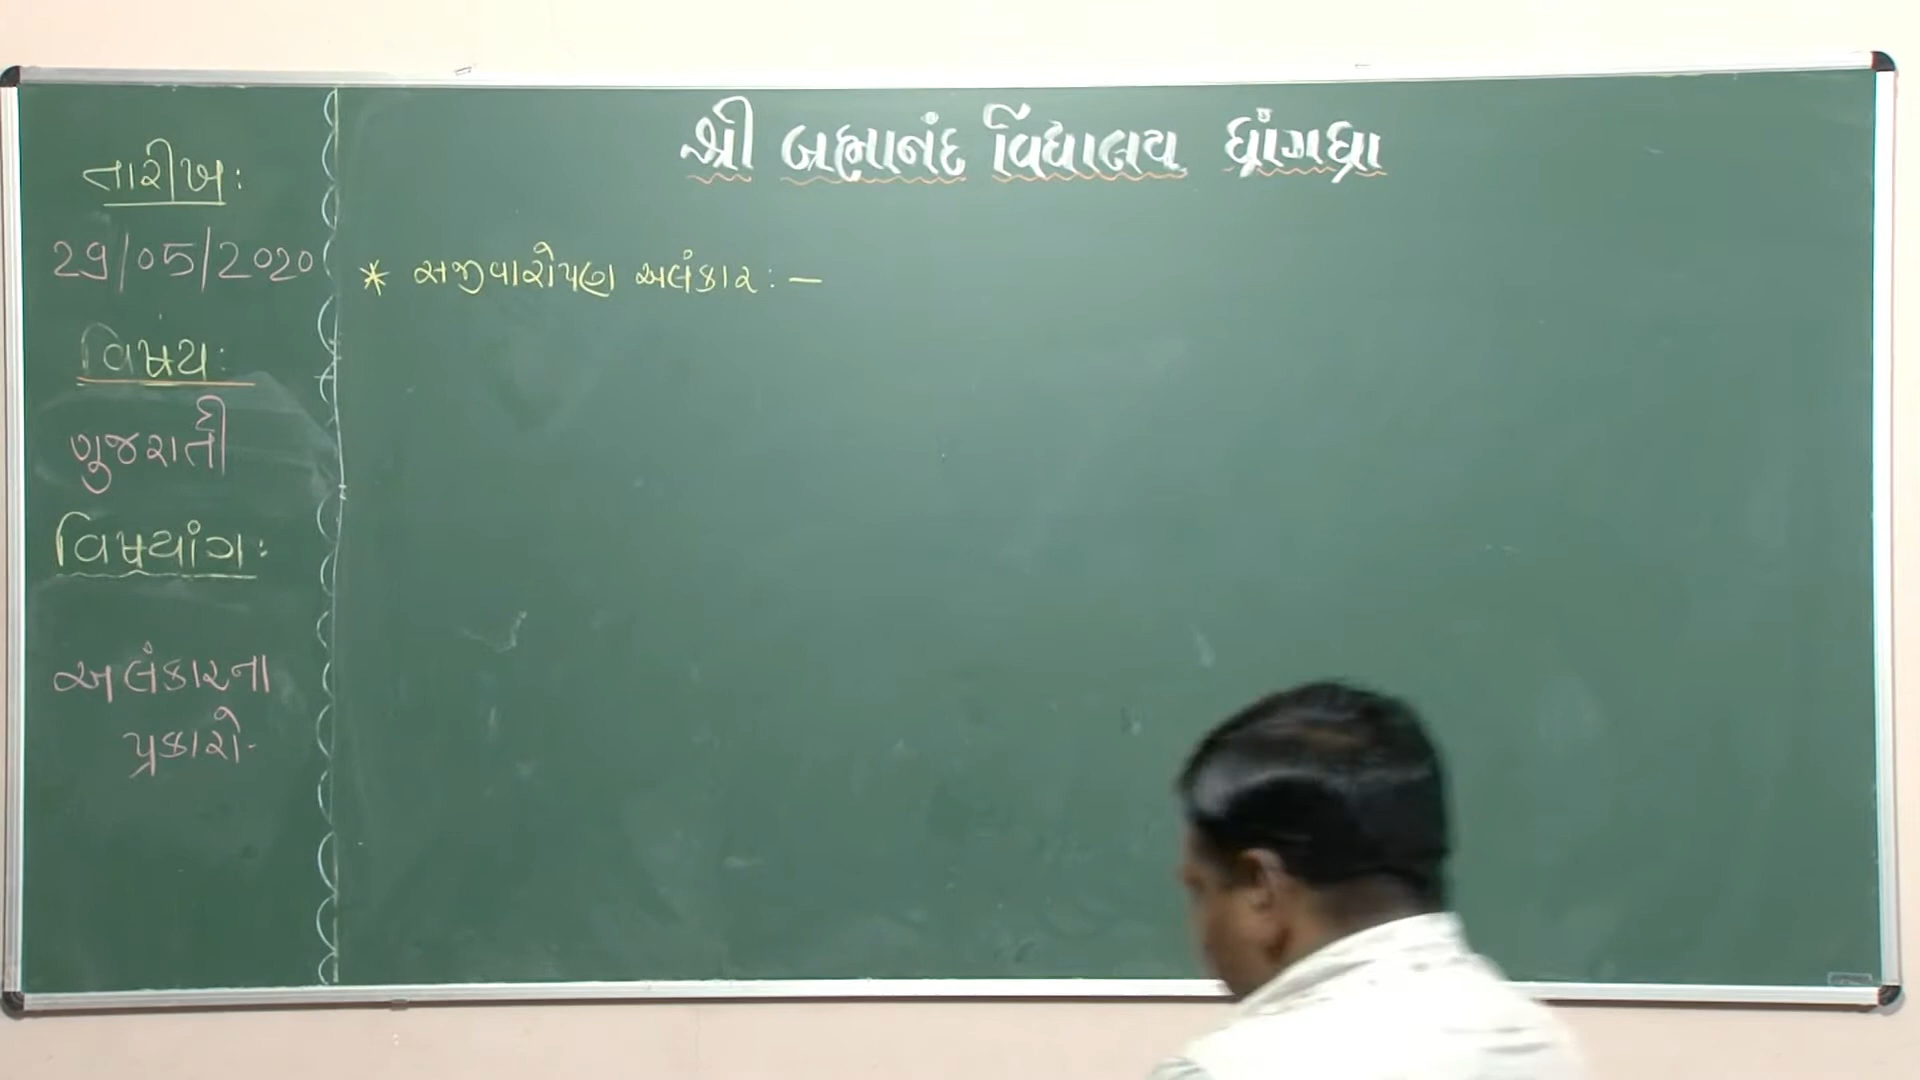 શ્રી બ્રહ્માનંદ વિદ્યાલય ધ્રાંગધ્રા
તારીખ:
29/05/2020
વિષય:
ગુજરાતી
વિષયાંગ:
અલંકારના
પ્રકારો-
* સજીવારોપણ અલંકાર: –